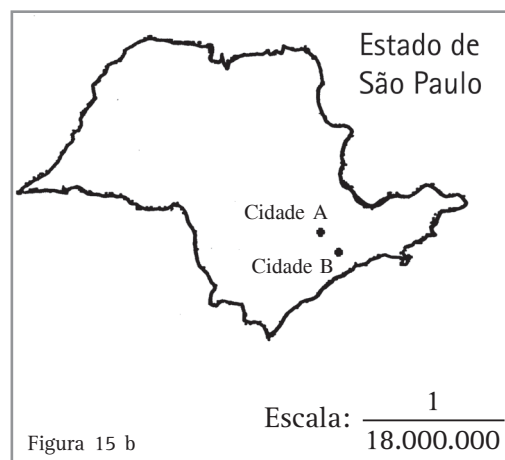 Estado de
São Paulo
Cidade A
Cidade B
Escala: 1
18.000.000
Figura 15 b